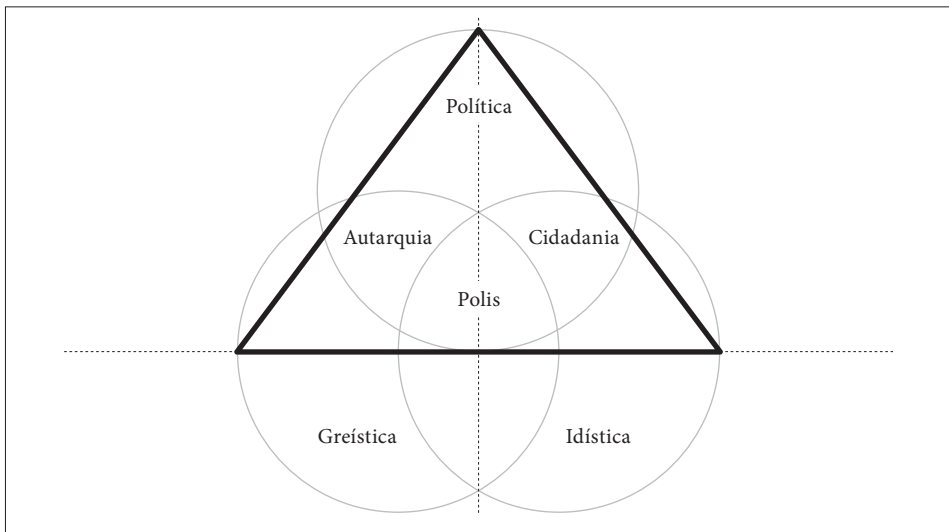 Política
Autarquia
Cidadania
Polis
Greística
Idística